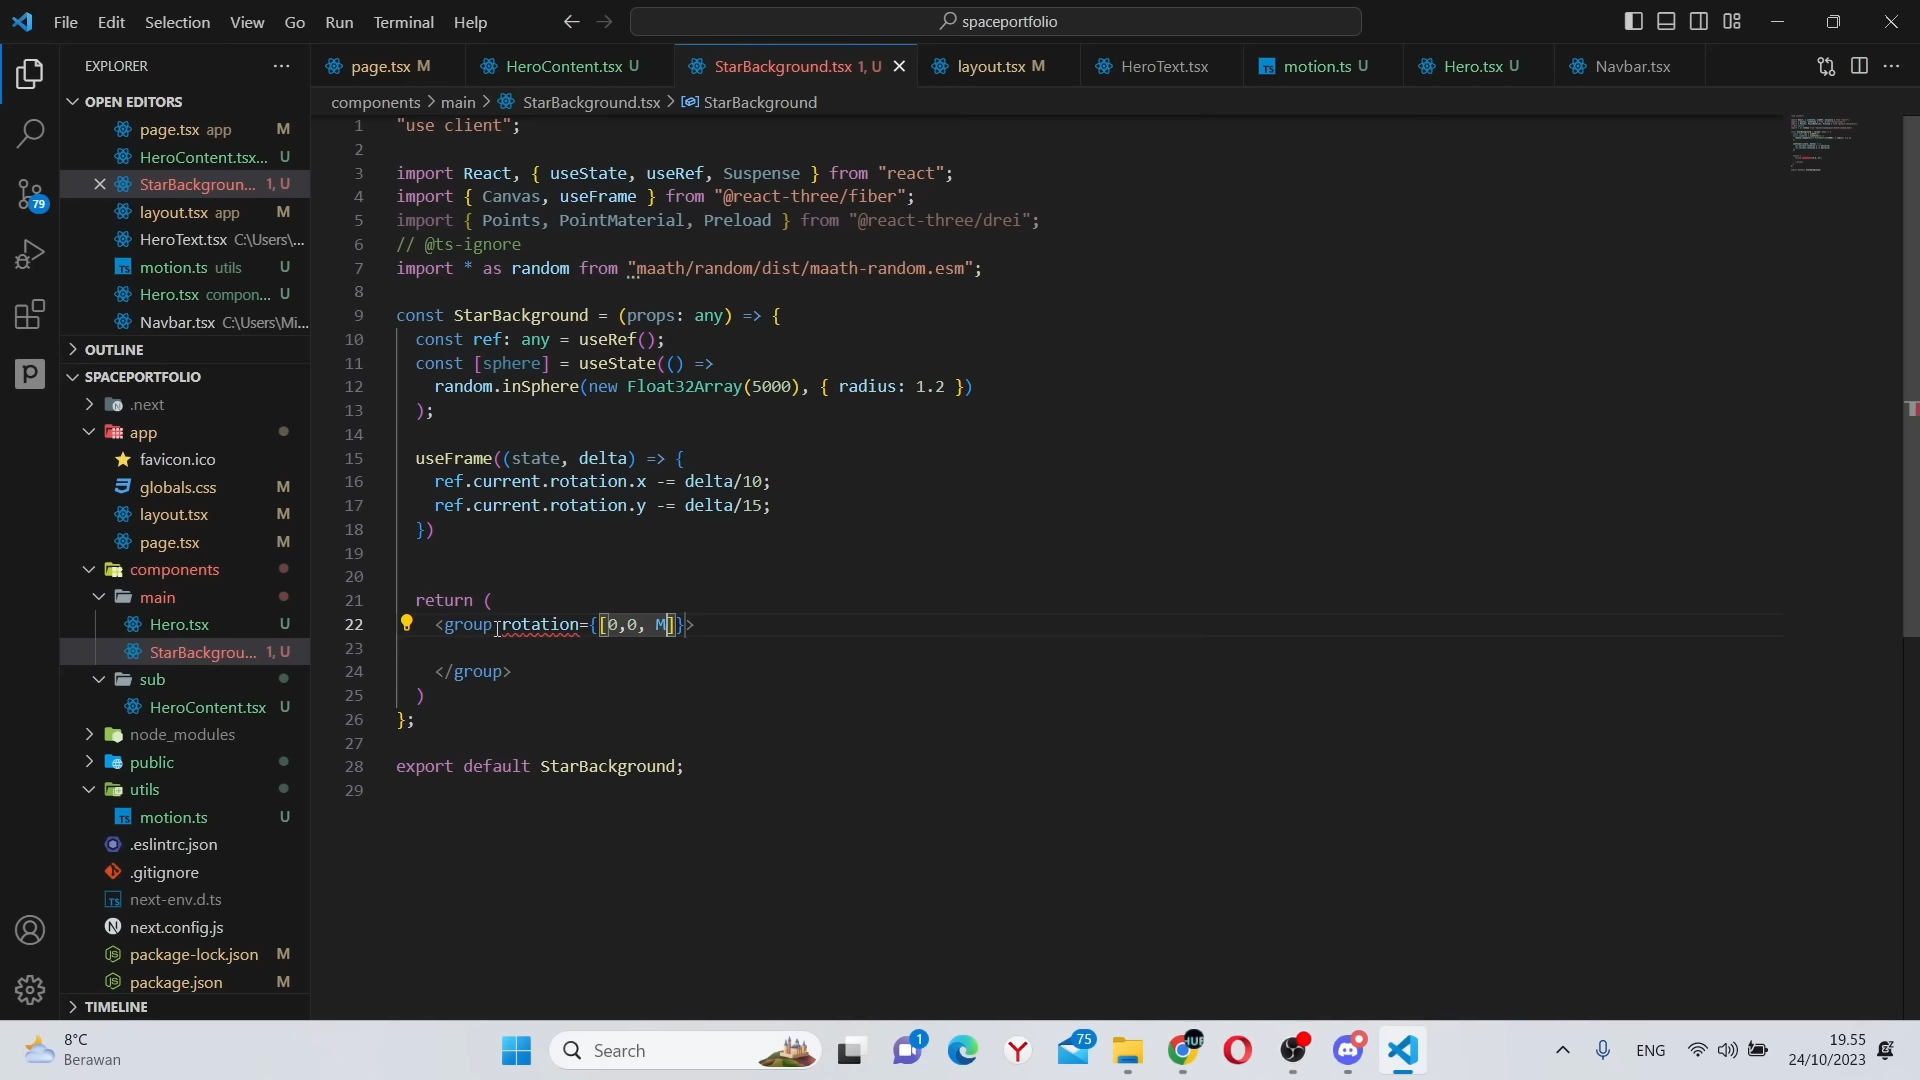 File Edit Selection View Go Run Terminal Help
spaceportfolio
EXPLORER
OPEN EDITORS
page.tsx app M
HeroContent.tsx... U
StarBackgroun... 1, U
layout.tsx app M
HeroText.tsx C:\Users\...
motion.ts utils U
Hero.tsx compon... U
Navbar.tsx C:\Users\Mi...
OUTLINE
SPACEPORTFOLIO
.next
app
favicon.ico
globals.css M
layout.tsx M
page.tsx M
components
main
Hero.tsx U
StarBackgrou... 1, U
sub
HeroContent.tsx U
node_modules
public
utils
motion.ts U
.eslintrc.json
.gitignore
next-env.d.ts
next.config.js
package-lock.json M
package.json M
TIMELINE
79
page.tsx M HeroContent.tsx U StarBackground.tsx 1, U layout.tsx M HeroText.tsx motion.ts U Hero.tsx U Navbar.tsx
components > main > StarBackground.tsx > StarBackground
1 "use client";
2
3 import React, { useState, useRef, Suspense } from "react";
4 import { Canvas, useFrame } from "@react-three/fiber";
5 import { Points, PointMaterial, Preload } from "@react-three/drei";
6 // @ts-ignore
7 import * as random from "maath/random/dist/maath-random.esm";
8
9 const StarBackground = (props: any) => {
10 const ref: any = useRef();
11 const [sphere] = useState(() =>
12 random.inSphere(new Float32Array(5000), { radius: 1.2 })
13 );
14
15 useFrame((state, delta) => {
16 ref.current.rotation.x -= delta/10;
17 ref.current.rotation.y -= delta/15;
18 })
19
20
21 return (
22 <group rotation={[0,0, M]}>
23
24 </group>
25 )
26 };
27
28 export default StarBackground;
29
8°C
Berawan
Search
1
75
HUB
ENG
19.55
24/10/2023